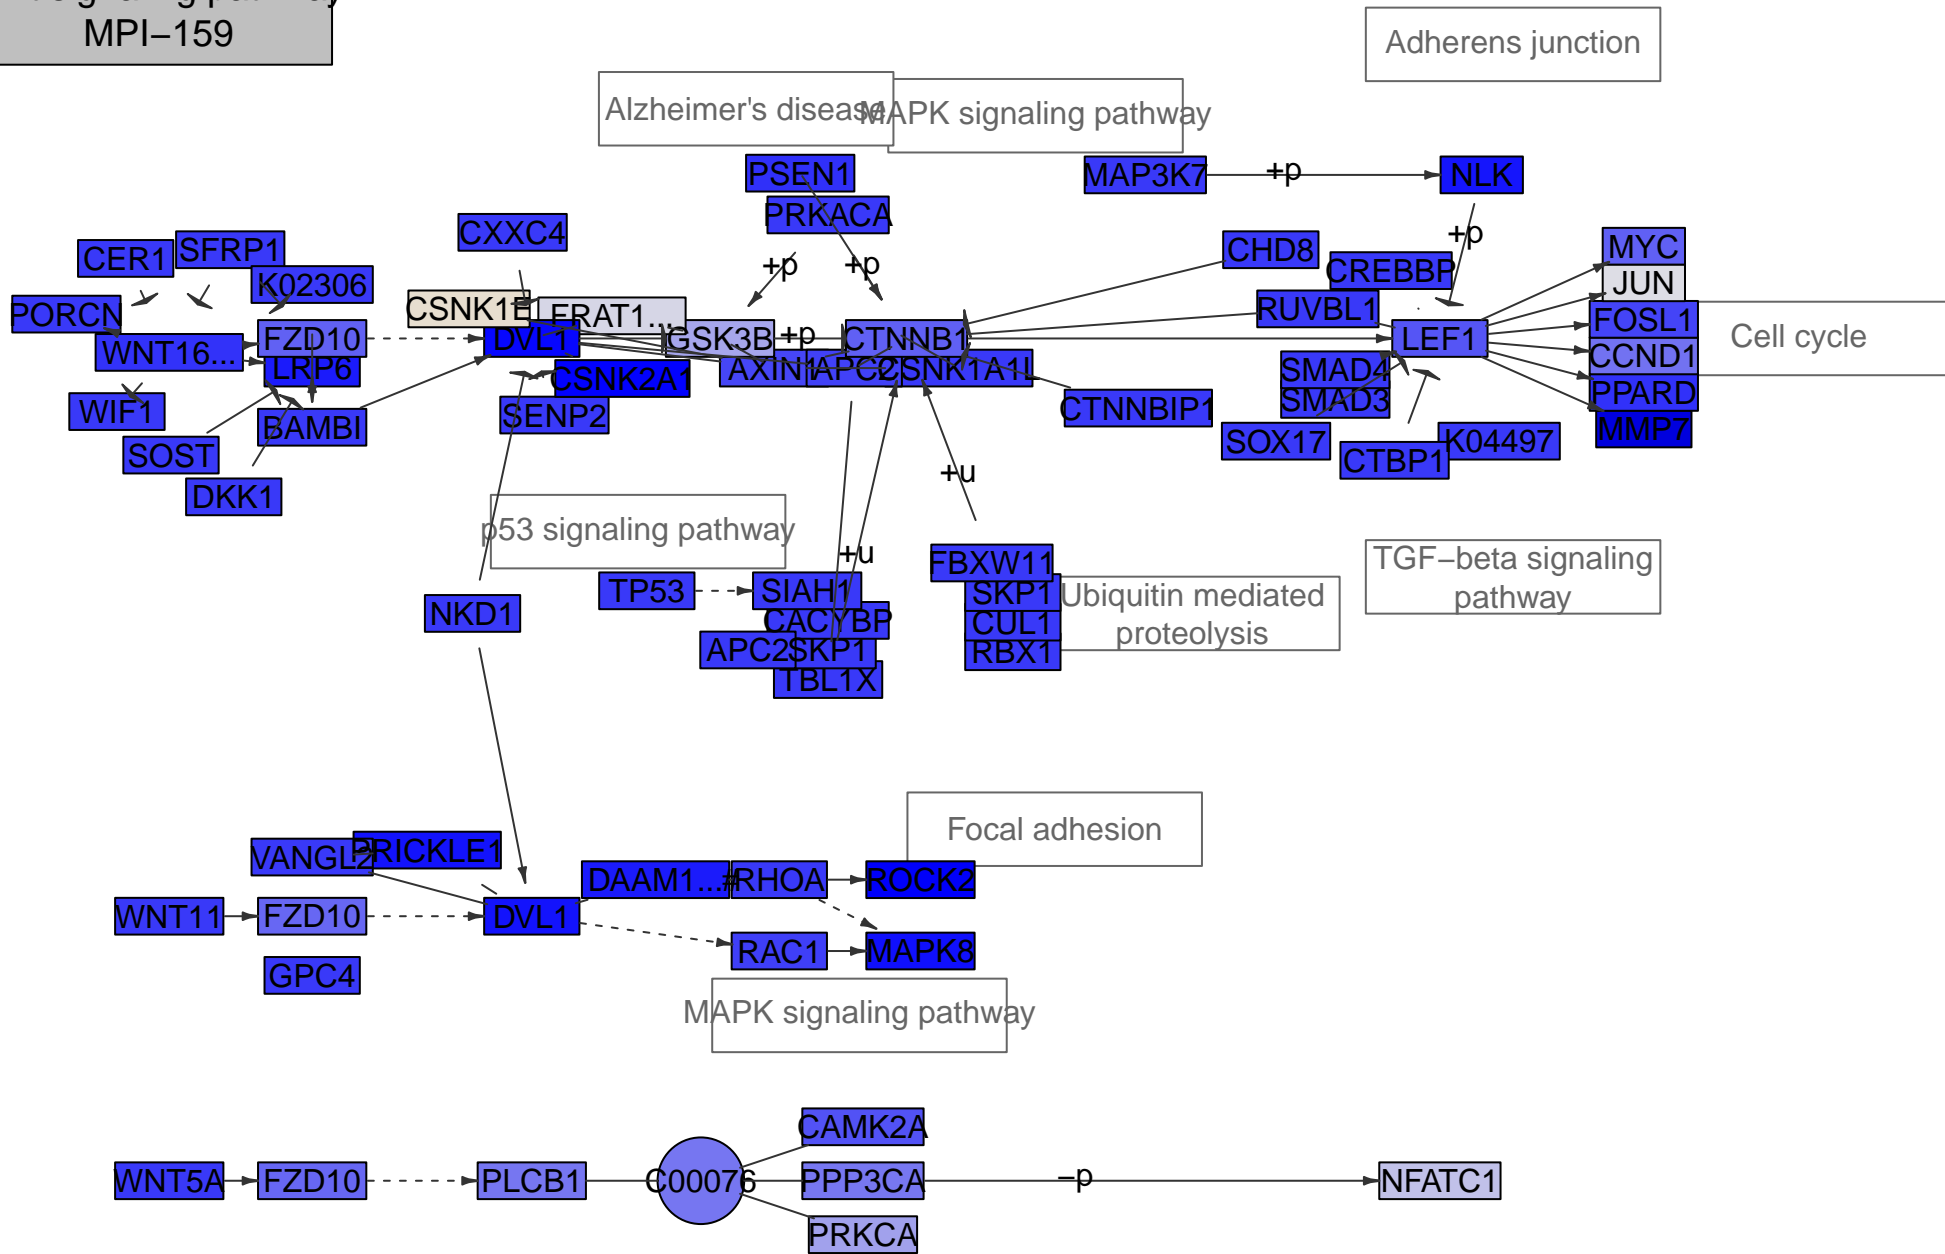 signaling pathway
MPI−159
Adherens junction
Alzheimer's disease
MAPK signaling pathway
PSEN1
MAP3K7
+p
NLK
PRKACA
CXXC4
CER1
SFRP1
CHD8
+p
MYC
K02306
+p
+p
CREBBP
JUN
PORCN
CSNK1E
FRAT1...
RUVBL1
FOSL1
Cell cycle
WNT16...
FZD10
DVL1
GSK3B
+p
CTNNB1
LEF1
CCND1
LRP6
CSNK2A1
AXIN1
APC2
CSNK1A1L
SMAD4
PPARD
WIF1
BAMBI
SENP2
CTNNBIP1
SMAD3
MMP7
SOST
SOX17
CTBP1
K04497
DKK1
+u
p53 signaling pathway
+u
FBXW11
TGF−beta signaling
pathway
TP53
SIAH1
SKP1
Ubiquitin mediated
proteolysis
NKD1
CACYBP
CUL1
APC2
SKP1
RBX1
TBL1X
Focal adhesion
VANGL2
PRICKLE1
DAAM1...
RHOA
ROCK2
WNT11
FZD10
DVL1
RAC1
MAPK8
GPC4
MAPK signaling pathway
CAMK2A
WNT5A
FZD10
PLCB1
C00076
PPP3CA
−p
NFATC1
PRKCA